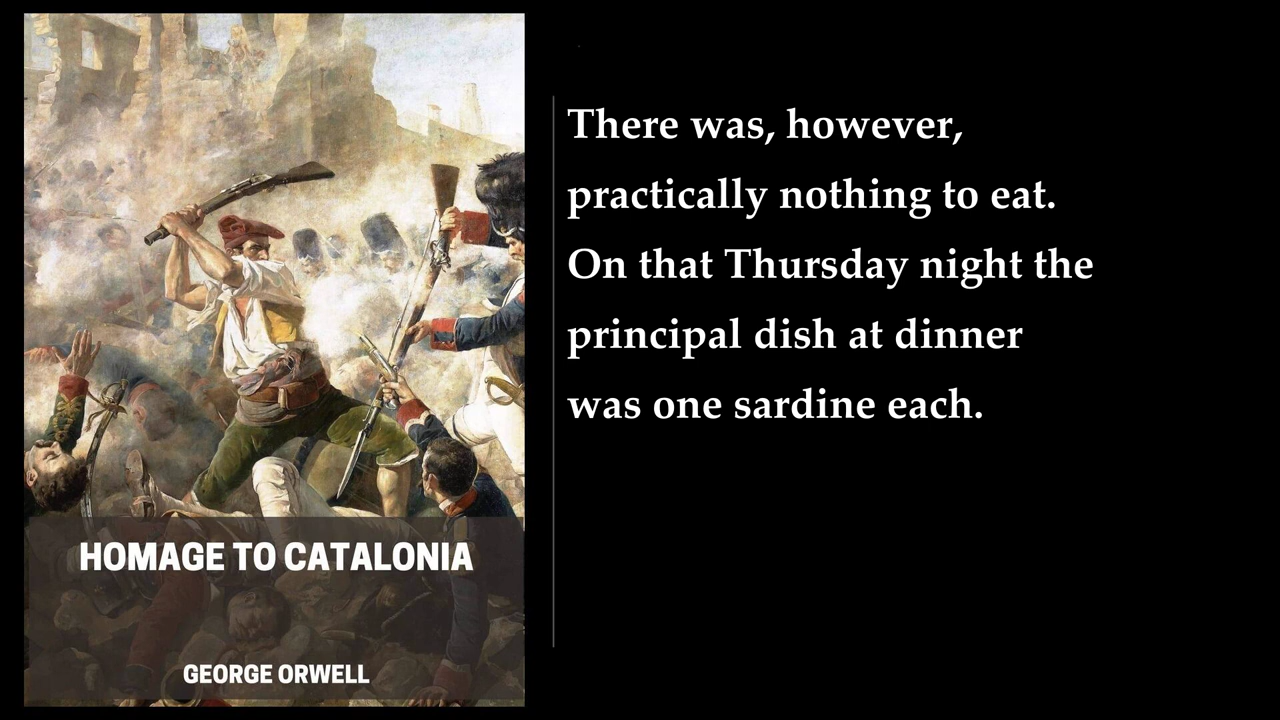 HOMAGE TO CATALONIA
GEORGE ORWELL
There was, however,
practically nothing to eat.
On that Thursday night the
principal dish at dinner
was one sardine each.